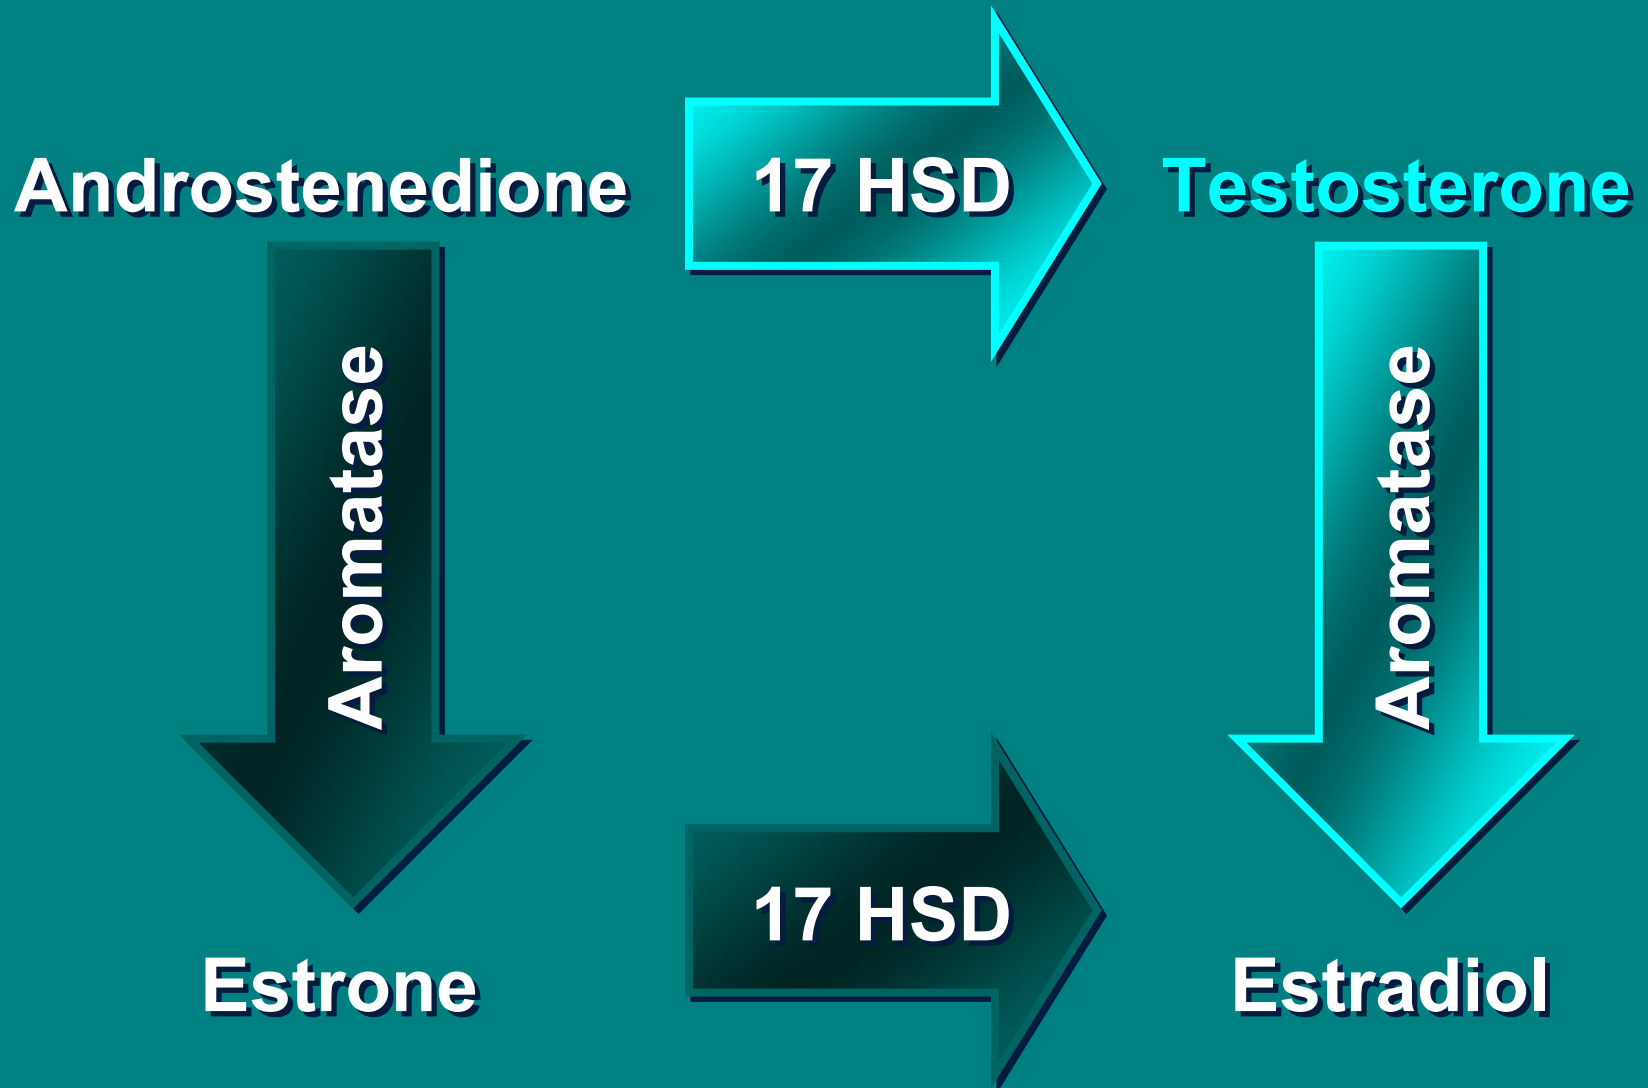 Androstenedione
17 HSD
Testosterone
Aromatase
Aromatase
17 HSD
Estrone
Estradiol